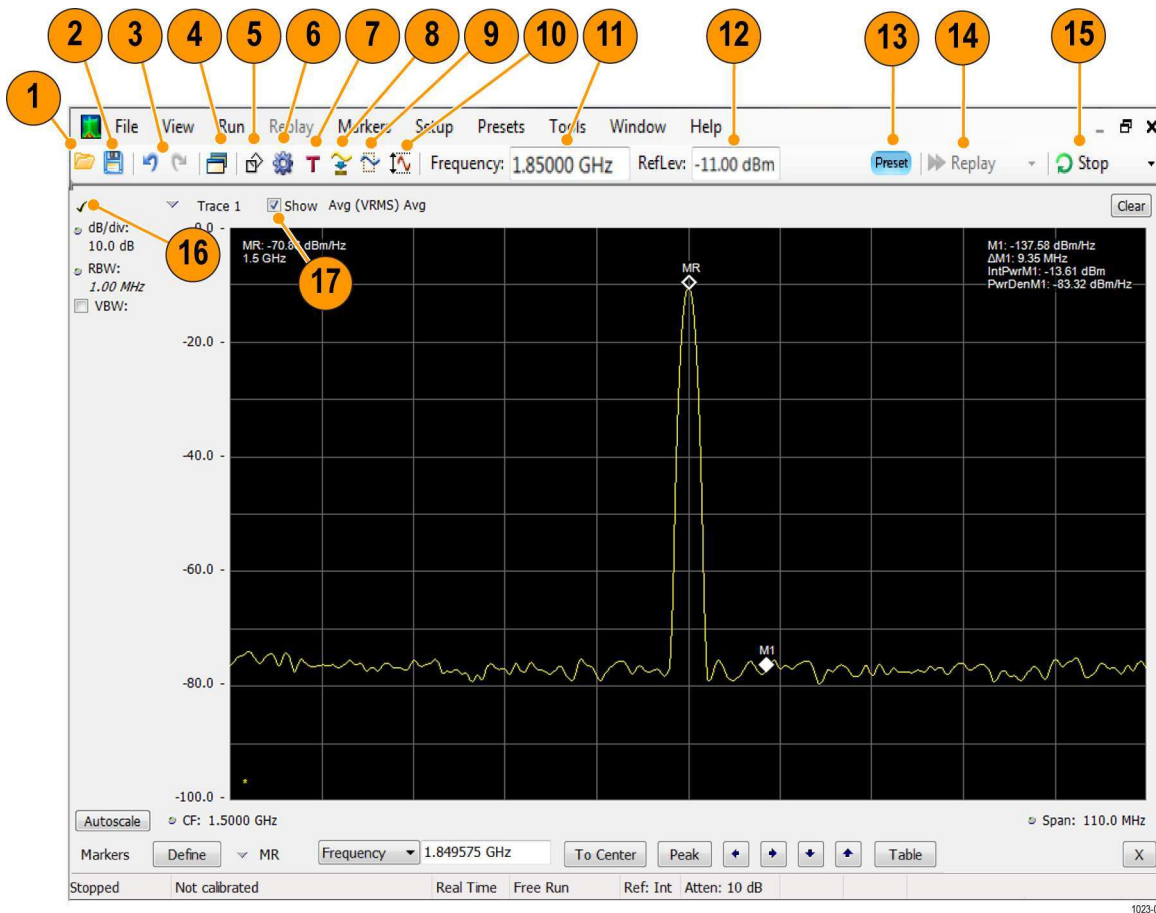 2 3 4 5 6 7 8 9 10 11 12 13 14 15
1
File View Run Replay Markers Setup Presets Tools Window Help
T Frequency: 1.85000 GHz RefLev: -11.00 dBm Preset Replay Stop
Trace 1 Show Avg (VRMS) Avg Clear
dB/div:
10.0 dB
RBW:
1.00 MHz
VBW:
16
17
0.0 -
MR: -70.87 dBm/Hz
1.5 GHz
M1: -137.58 dBm/Hz
ΔM1: 9.35 MHz
IntPwrM1: -13.61 dBm
PwrDenM1: -83.32 dBm/Hz
MR
-20.0 -
-40.0 -
-60.0 -
M1
-80.0 -
*
-100.0 -
Autoscale CF: 1.5000 GHz Span: 110.0 MHz
Markers Define MR Frequency 1.849575 GHz To Center Peak Table X
Stopped Not calibrated Real Time Free Run Ref: Int Atten: 10 dB